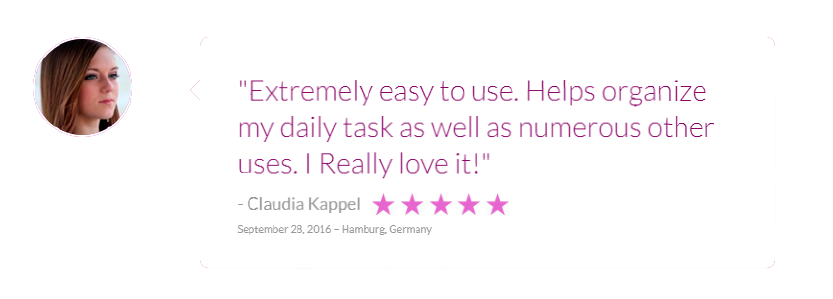 "Extremely easy to use. Helps organize
my daily task as well as numerous other
uses. I Really love it!"
- Claudia Kappel
September 28, 2016 – Hamburg, Germany